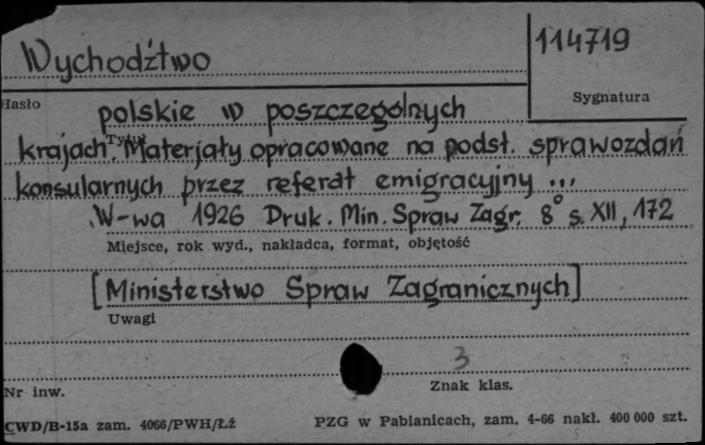 Wychodźtwo
114719
Hasło
Sygnatura
polskie w poszczególnych
Tytuł
krajach. Materjały opracowane na podst. sprawozdań
konsularnych przez referat emigracyjny ...
W-wa 1926 Druk. Min. Spraw Zagr. 8° s. XII, 172
Miejsce, rok wyd., nakładca, format, objętość
[Ministerstwo Spraw Zagranicznych]
Uwagi
3
Nr inw.
Znak klas.
CWD/B-15a zam. 4066/PWH/Łź
PZG w Pabianicach, zam. 4-66 nakł. 400 000 szt.